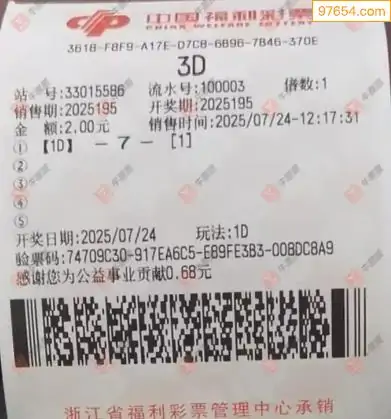 97654.com
中国福利彩票
CHINA WELFARE LOTTERY
3618-F8F9-A17E-D7C8-6B96-7B46-370E
3D
站 号:33015586 流水号:100003 倍数:1
销售期:2025195 开奖期:2025195
金 额:2.00元 销售时间:2025/07/24-12:17:31
① 【1D】 - 7 - [1]
②
③
④
⑤
开奖日期:2025/07/24 玩法:1D
验票码:74709C30-917EA6C5-E89FE3B3-008DC8A9
感谢您为公益事业贡献0.68元
浙江省福利彩票管理中心承销